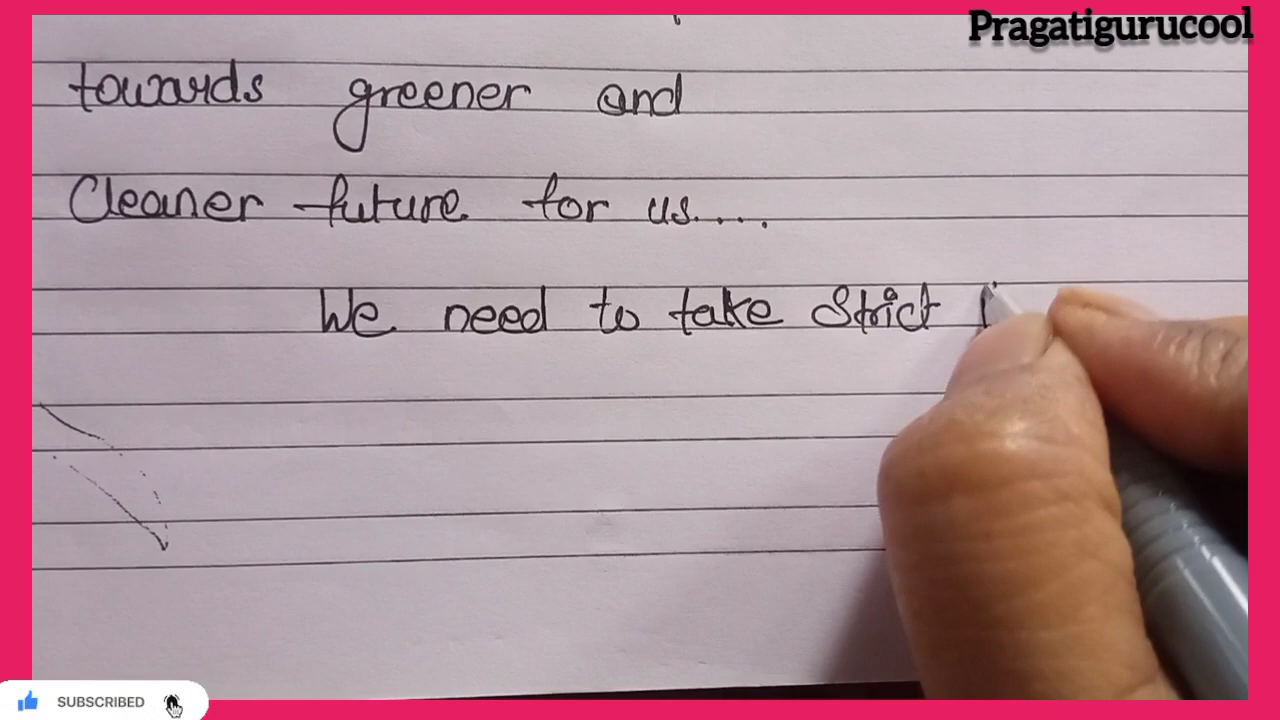 Pragatigurucool
towards greener and
Cleaner future for us....
We need to take Strict
SUBSCRIBED